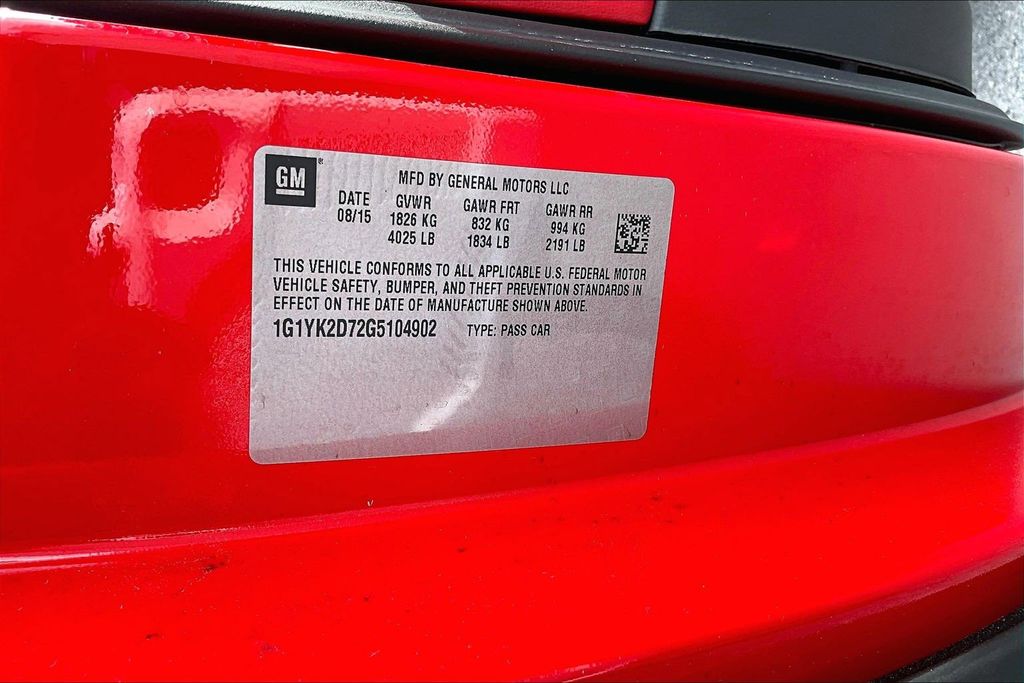 GM®
MFD BY GENERAL MOTORS LLC
DATE GVWR GAWR FRT GAWR RR
08/15 1826 KG 832 KG 994 KG
4025 LB 1834 LB 2191 LB
THIS VEHICLE CONFORMS TO ALL APPLICABLE U.S. FEDERAL MOTOR
VEHICLE SAFETY, BUMPER, AND THEFT PREVENTION STANDARDS IN
EFFECT ON THE DATE OF MANUFACTURE SHOWN ABOVE.
1G1YK2D72G5104902 TYPE: PASS CAR